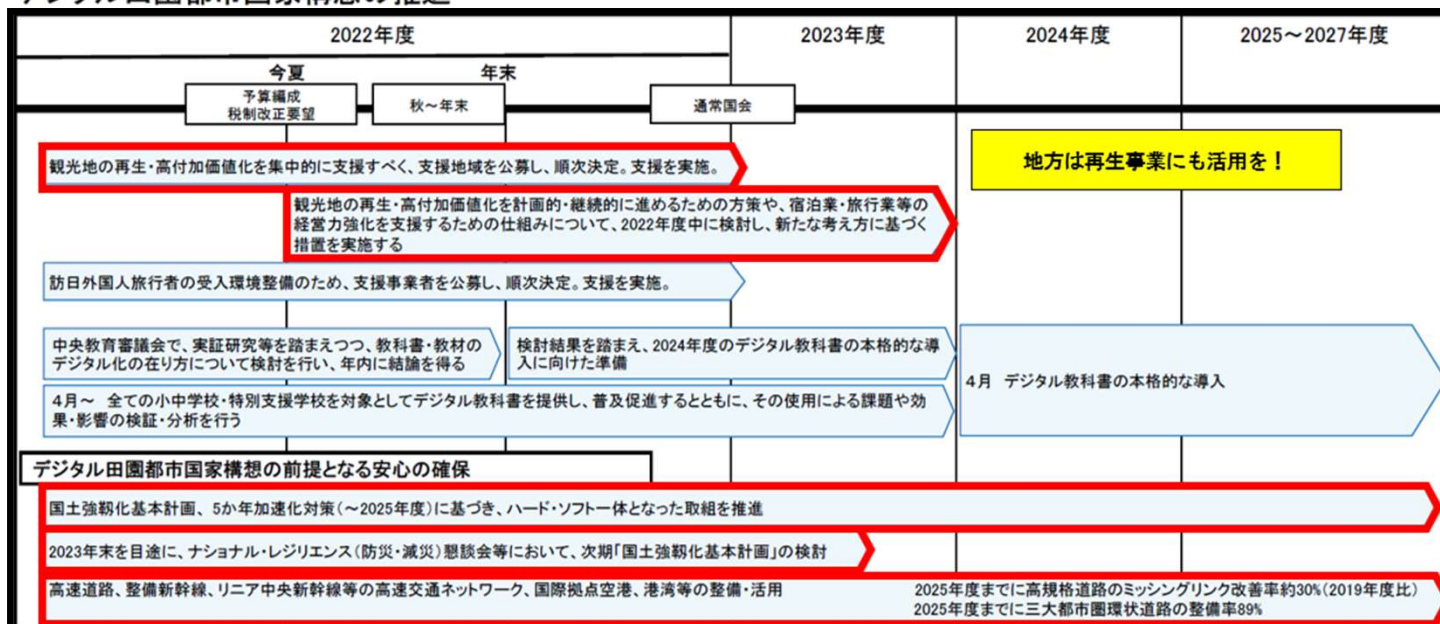 デジタル田園都市国家構想の推進
2022年度
2023年度
2024年度
2025～2027年度
今夏
年末
予算編成
税制改正要望
秋～年末
通常国会
地方は再生事業にも活用を！
観光地の再生・高付加価値化を集中的に支援すべく、支援地域を公募し、順次決定。支援を実施。
観光地の再生・高付加価値化を計画的・継続的に進めるための方策や、宿泊業・旅行業等の
経営力強化を支援するための仕組みについて、2022年度中に検討し、新たな考え方に基づく
措置を実施する
訪日外国人旅行者の受入環境整備のため、支援事業者を公募し、順次決定。支援を実施。
中央教育審議会で、実証研究等を踏まえつつ、教科書・教材の
デジタル化の在り方について検討を行い、年内に結論を得る
検討結果を踏まえ、2024年度のデジタル教科書の本格的な導
入に向けた準備
４月　デジタル教科書の本格的な導入
４月～　全ての小中学校・特別支援学校を対象としてデジタル教科書を提供し、普及促進するとともに、その使用による課題や効
果・影響の検証・分析を行う
デジタル田園都市国家構想の前提となる安心の確保
国土強靱化基本計画、５か年加速化対策（～2025年度）に基づき、ハード・ソフト一体となった取組を推進
2023年末を目途に、ナショナル・レジリエンス（防災・減災）懇談会等において、次期「国土強靱化基本計画」の検討
高速道路、整備新幹線、リニア中央新幹線等の高速交通ネットワーク、国際拠点空港、港湾等の整備・活用
2025年度までに高規格道路のミッシングリンク改善率約30%（2019年度比）
2025年度までに三大都市圏環状道路の整備率89%